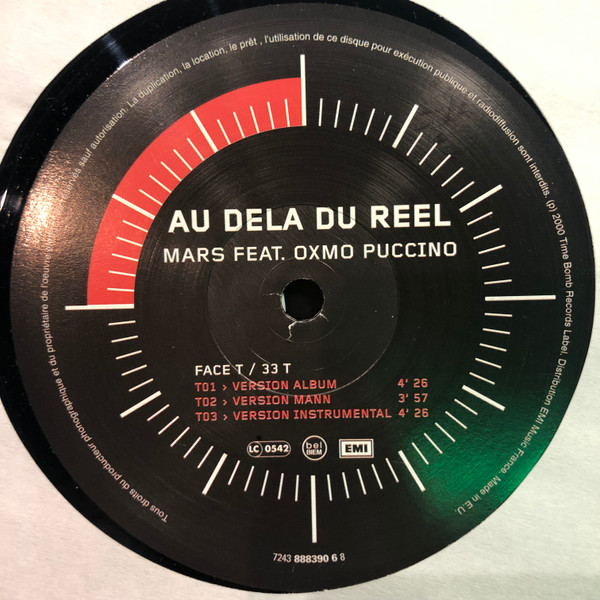 AU DELA DU REEL
MARS FEAT. OXMO PUCCINO
FACE T / 33 T
T01 > VERSION ALBUM 4' 26
T02 > VERSION MANN 3' 57
T03 > VERSION INSTRUMENTAL 4' 26
LC 0542
bel
BIEM
EMI
7243 888390 6 8
Tous droits du producteur phonographique et du propriétaire de l'oeuvre réservés sauf autorisation. La duplication, la location, le prêt , l'utilisation de ce disque pour exécution publique et radiodiffusion sont interdits. (p) 2000 Time Bomb Records Label. Distribution EMI Music France. Made in E.U.